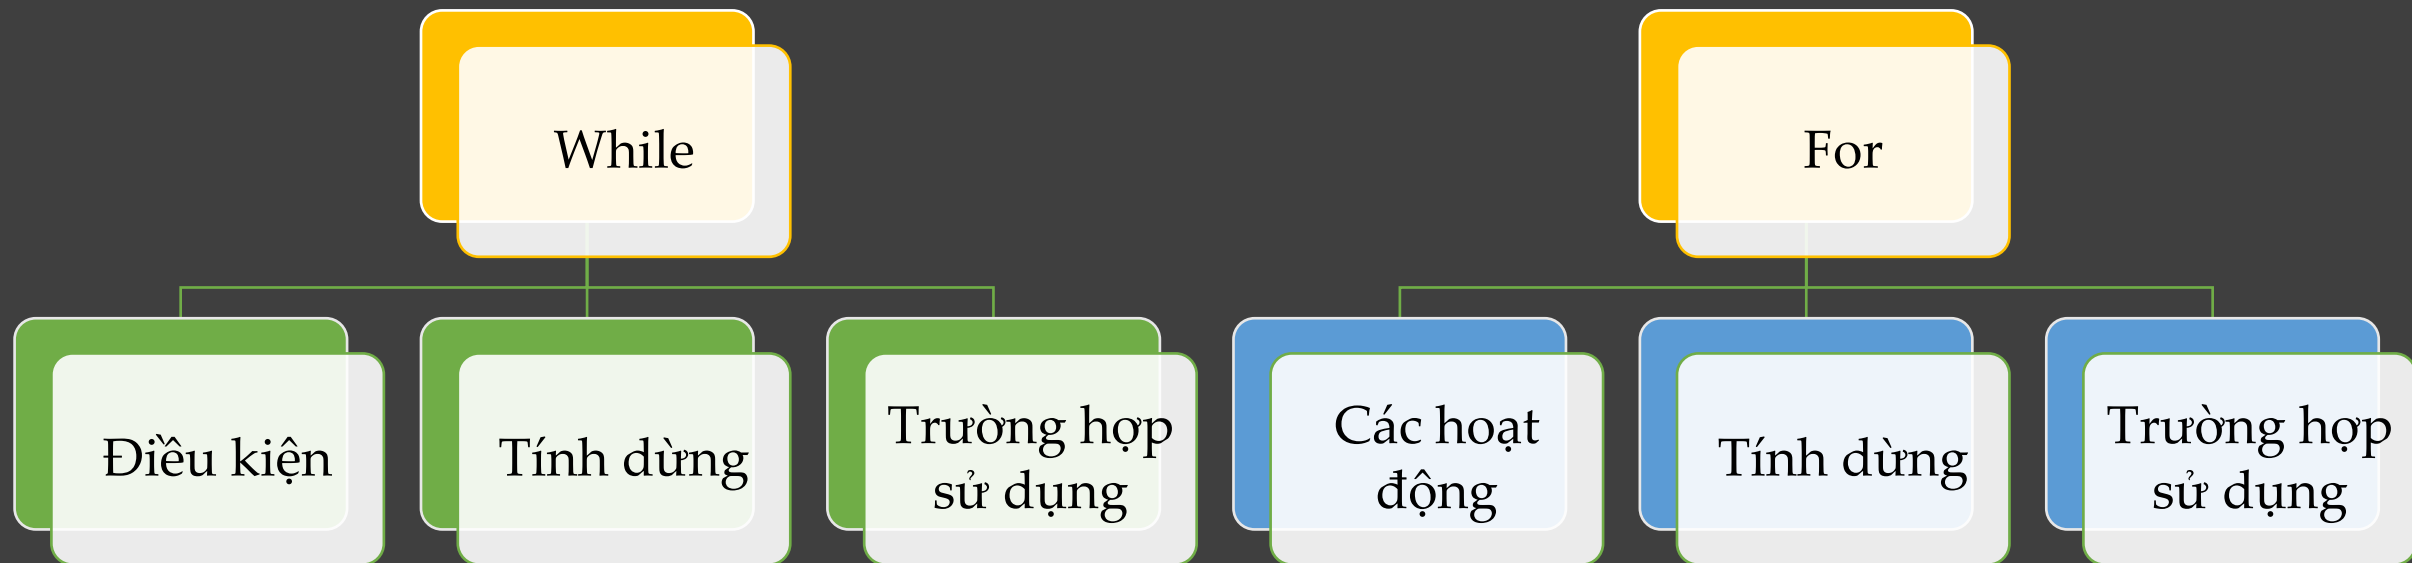 While
For
Điều kiện
Tính dừng
Trường hợp
sử dụng
Các hoạt
động
Tính dừng
Trường hợp
sử dụng